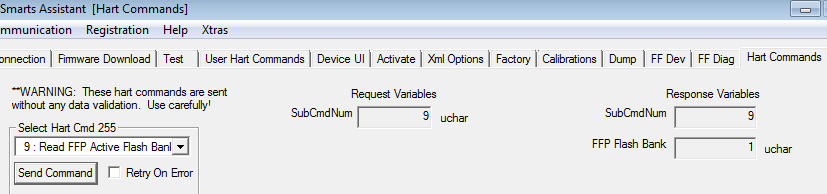 Smarts Assistant [Hart Commands]
mmunication Registration Help Xtras
onnection Firmware Download Test User Hart Commands Device UI Activate Xml Options Factory Calibrations Dump FF Dev FF Diag Hart Commands
**WARNING: These hart commands are sent
without any data validation. Use carefully!
Request Variables
Response Variables
SubCmdNum 9 uchar
SubCmdNum 9
Select Hart Cmd 255
9 : Read FFP Active Flash Bank
FFP Flash Bank 1 uchar
Send Command Retry On Error